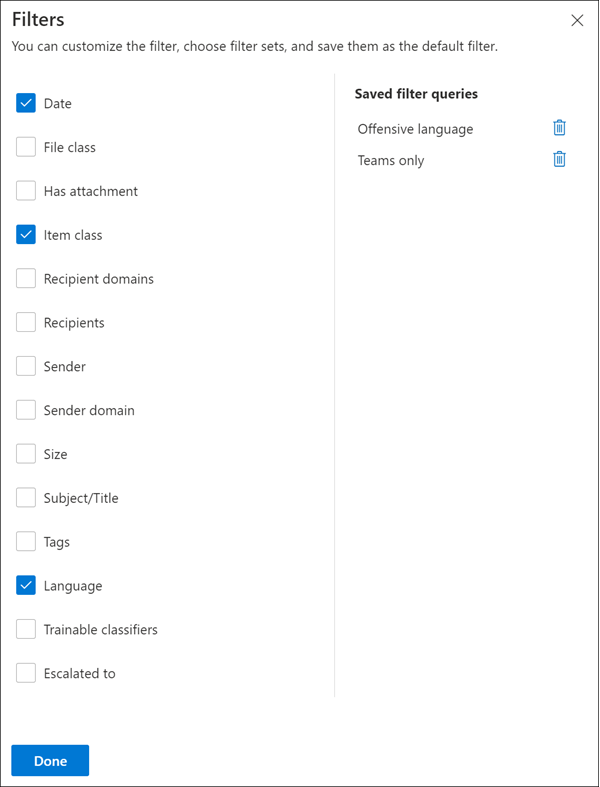 Filters
You can customize the filter, choose filter sets, and save them as the default filter.
Date
File class
Has attachment
Item class
Recipient domains
Recipients
Sender
Sender domain
Size
Subject/Title
Tags
Language
Trainable classifiers
Escalated to
Saved filter queries
Offensive language
Teams only
Done